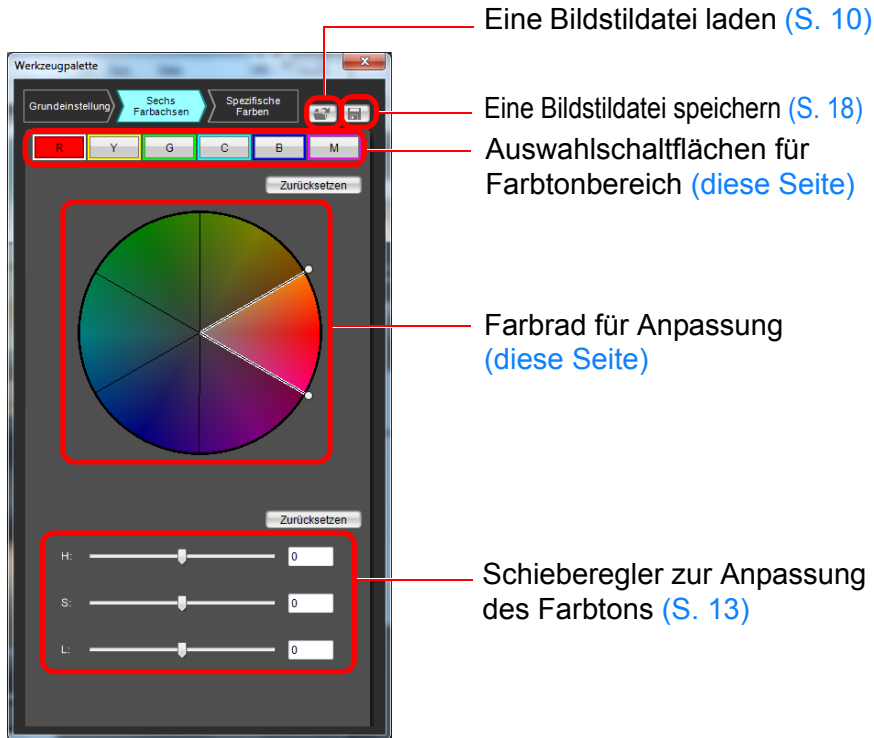 Eine Bildstildatei laden (S. 10)
Werkzeugpalette
Grundeinstellung
Sechs
Farbachsen
Spezifische
Farben
Eine Bildstildatei speichern (S. 18)
R Y G C B M
Auswahlschaltflächen für
Farbtonbereich (diese Seite)
Zurücksetzen
Farbrad für Anpassung
(diese Seite)
Zurücksetzen
H: 0
S: 0
L: 0
Schieberegler zur Anpassung
des Farbtons (S. 13)